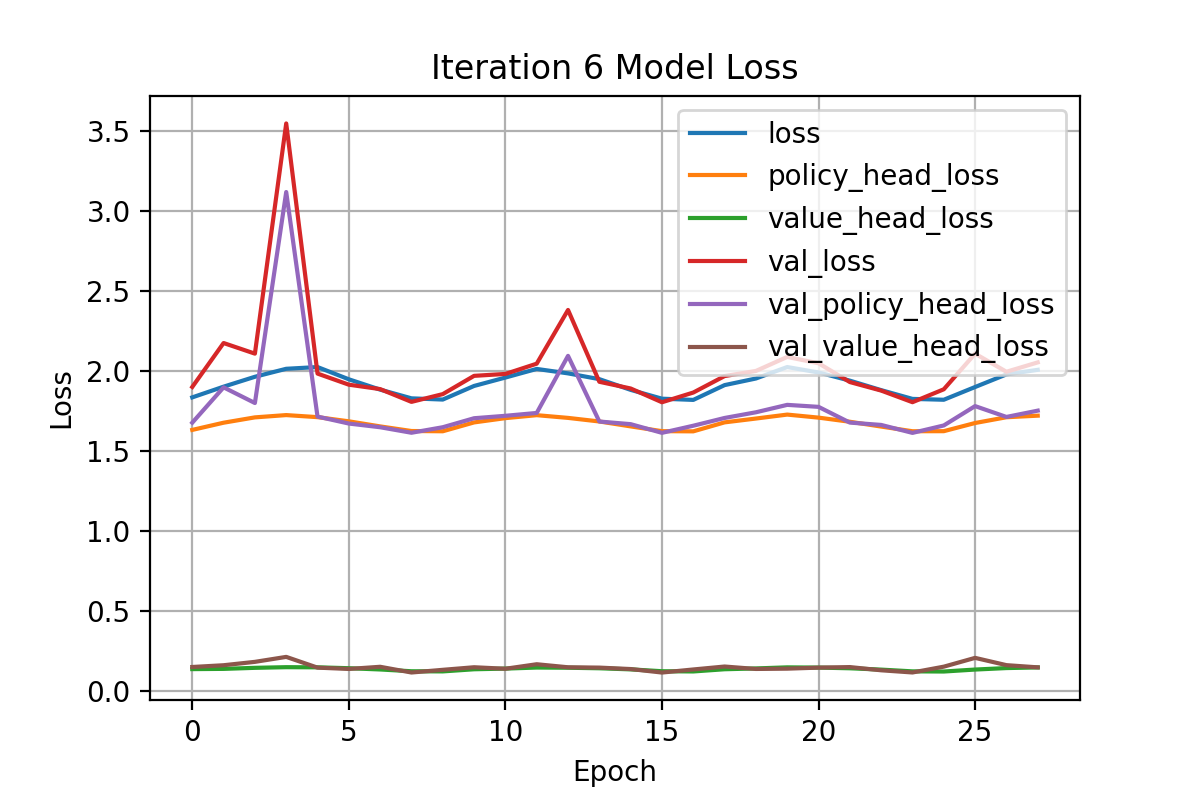 Iteration 6 Model Loss
3.5
3.0
2.5
2.0
1.5
1.0
0.5
0.0
Loss
loss
policy_head_loss
value_head_loss
val_loss
val_policy_head_loss
val_value_head_loss
0 5 10 15 20 25
Epoch